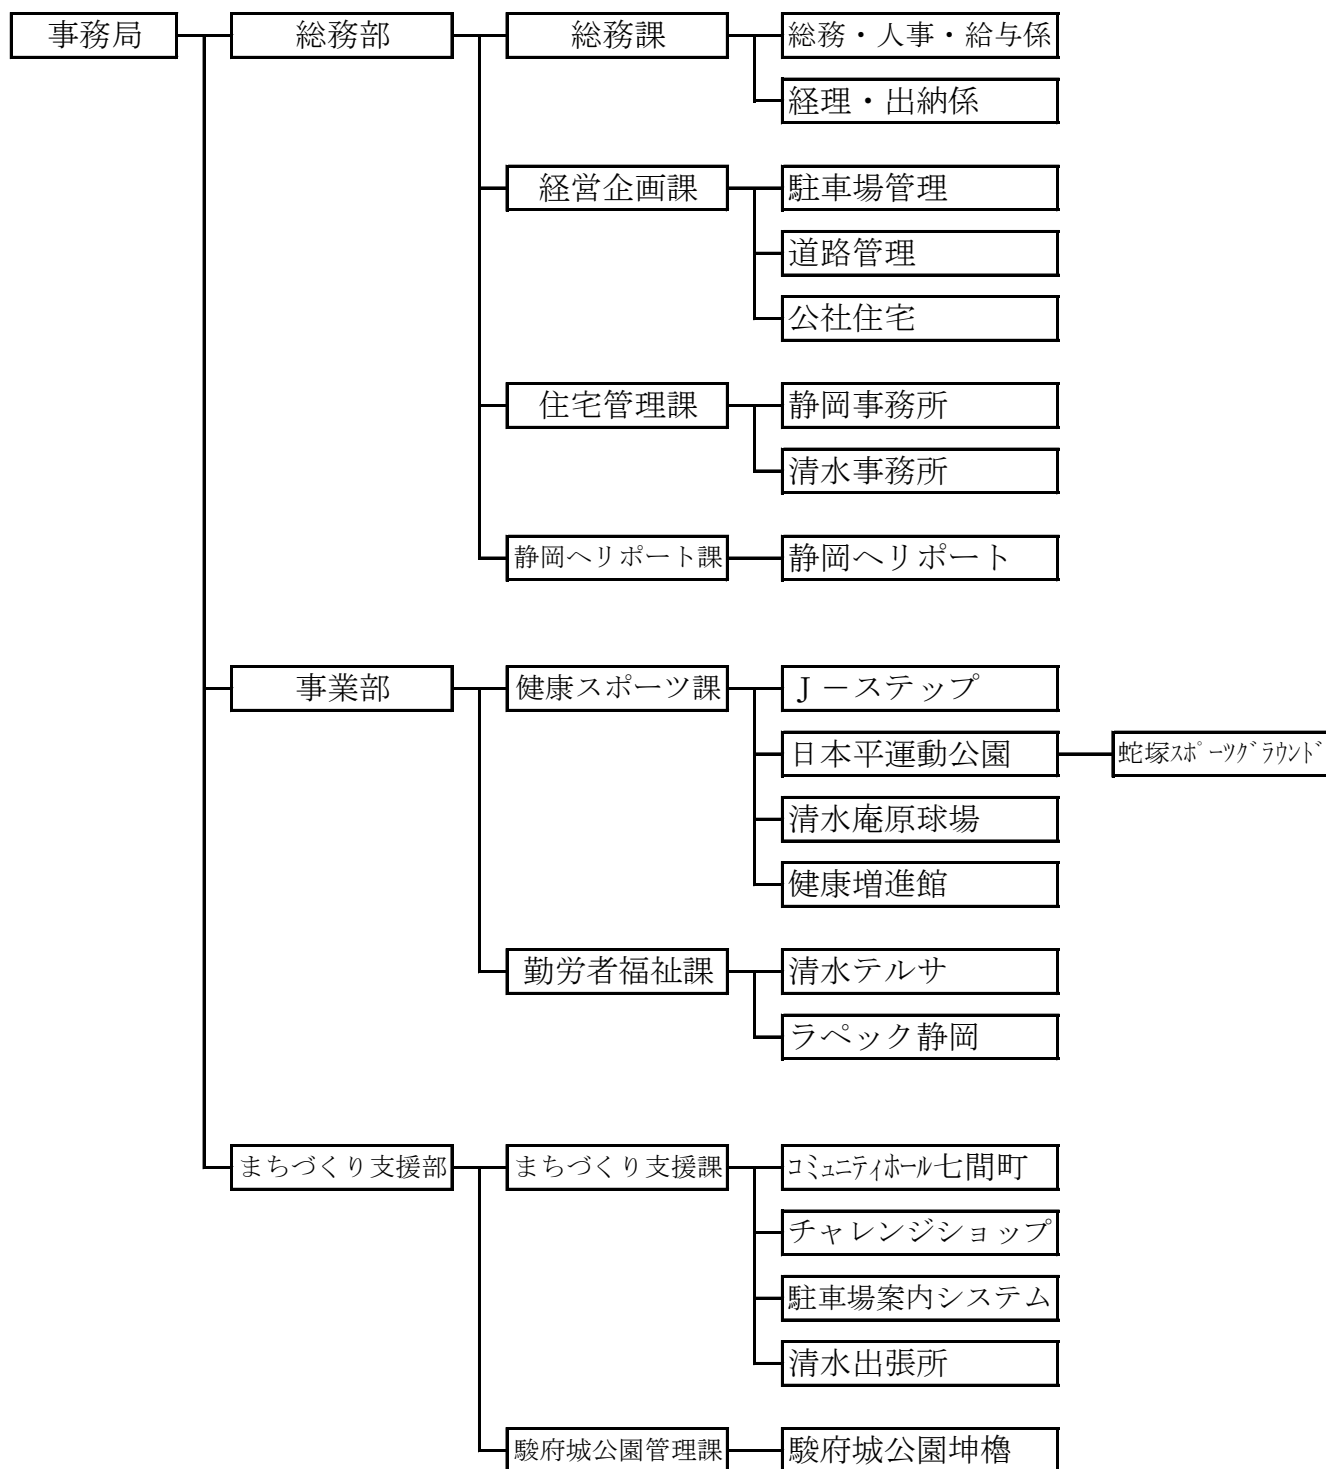 事務局
総務部
総務課
総務・人事・給与係
経理・出納係
経営企画課
駐車場管理
道路管理
公社住宅
住宅管理課
静岡事務所
清水事務所
静岡ヘリポート課
静岡ヘリポート
事業部
健康スポーツ課
J－ステップ
日本平運動公園
蛇塚ｽﾎﾟｰﾂｸﾞﾗｳﾝﾄﾞ
清水庵原球場
健康増進館
勤労者福祉課
清水テルサ
ラペック静岡
まちづくり支援部
まちづくり支援課
ｺﾐｭﾆﾃｨﾎｰﾙ七間町
チャレンジショップ
駐車場案内システム
清水出張所
駿府城公園管理課
駿府城公園坤櫓